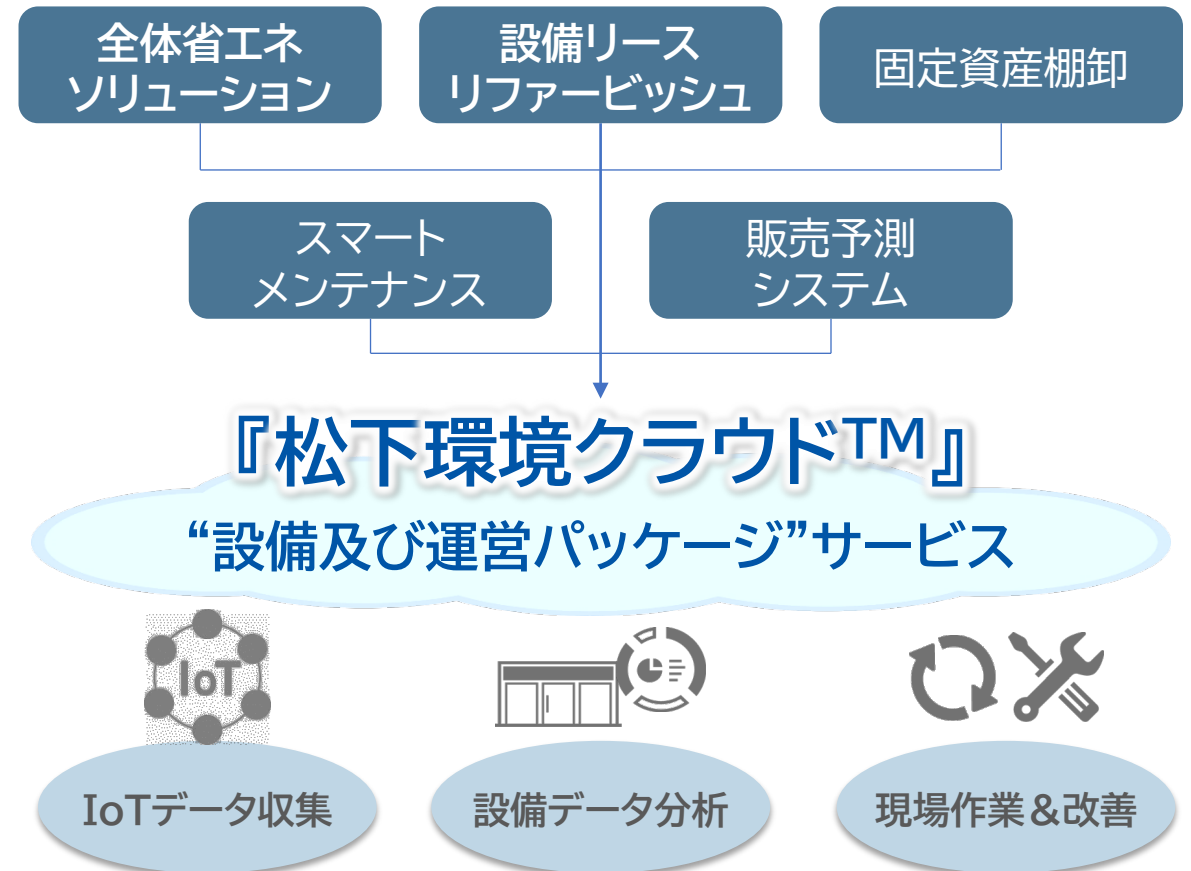 全体省エネ
ソリューション
設備リース
リファービッシュ
固定資産棚卸
スマート
メンテナンス
販売予測
システム
『松下環境クラウド™』
“設備及び運営パッケージ”サービス
IoT
IoTデータ収集
設備データ分析
現場作業＆改善